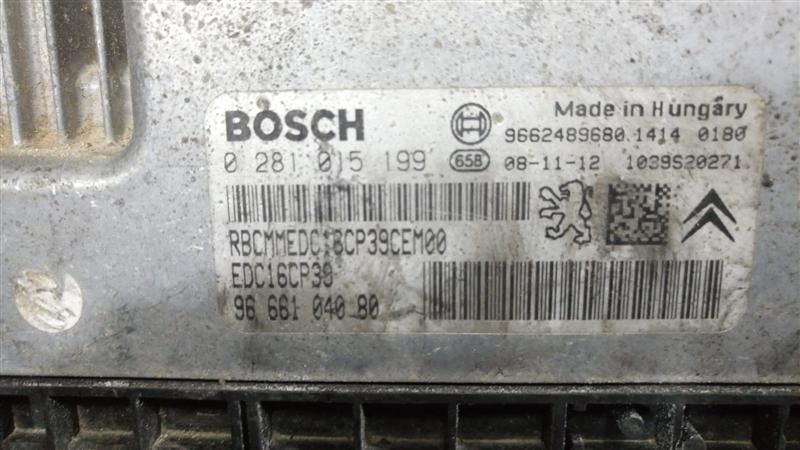 BOSCH
Made in Hungary
9662489680.1414 0180
0 281 015 199 658 08-11-12 1039S20271
RBCMMEDC16CP39CEM00
EDC16CP39
96 661 040 80